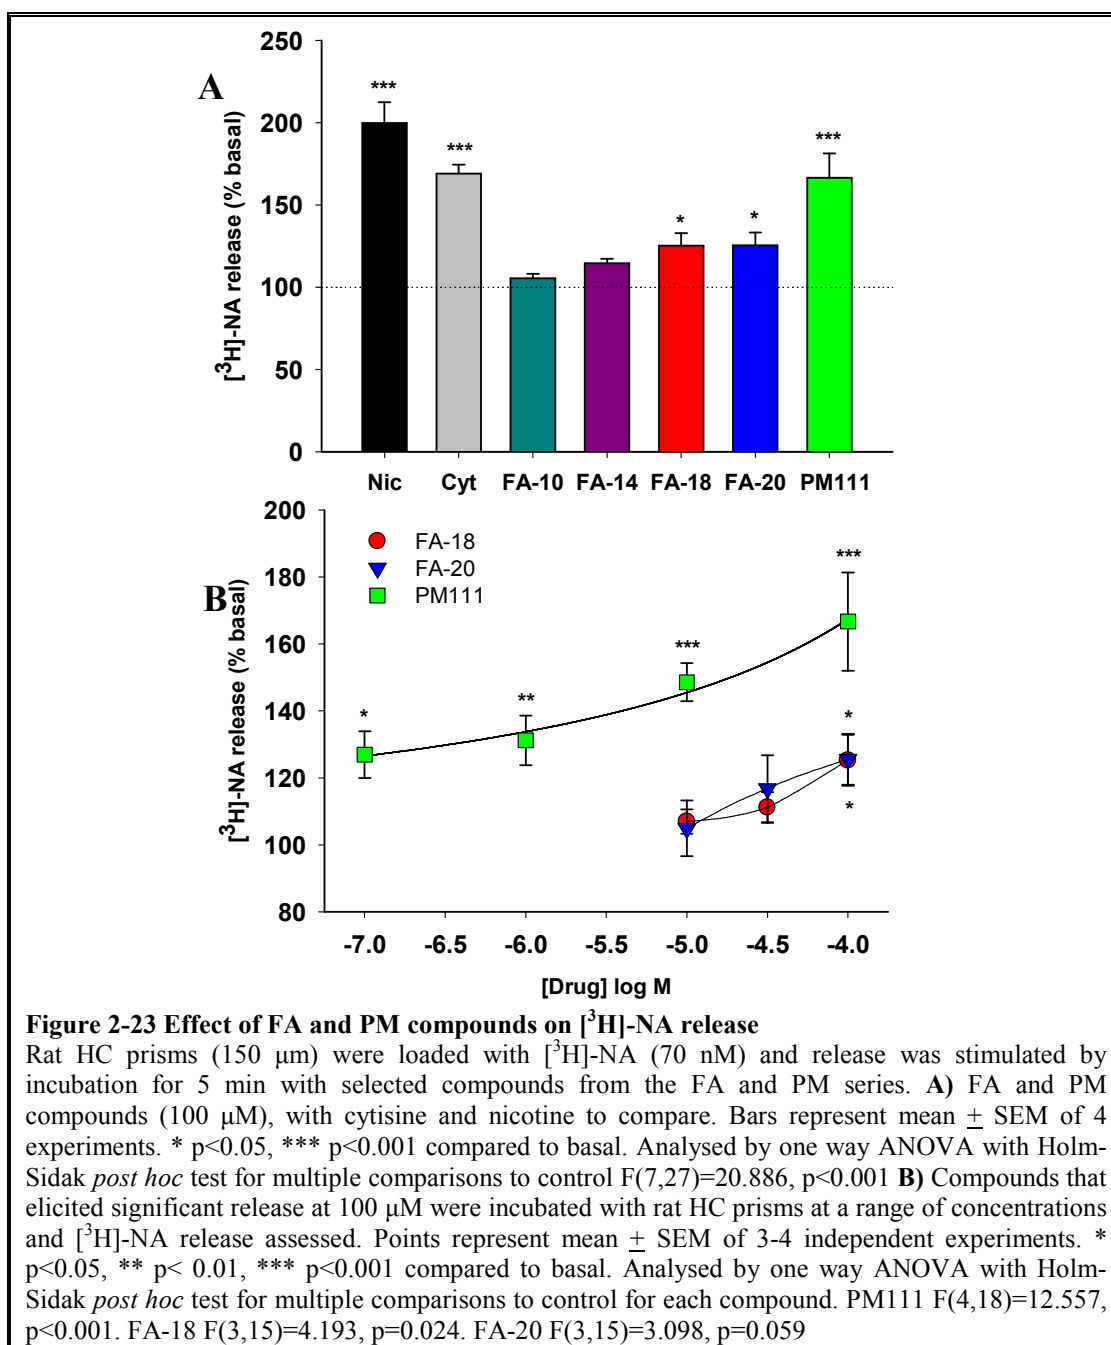 A
[³H]-NA release (% basal)
250
200
150
100
50
0
***
***
*
*
***
Nic Cyt FA-10 FA-14 FA-18 FA-20 PM111
B
[³H]-NA release (% basal)
200
180
160
140
120
100
80
FA-18
FA-20
PM111
*
**
***
***
*
*
-7.0 -6.5 -6.0 -5.5 -5.0 -4.5 -4.0
[Drug] log M
Figure 2-23 Effect of FA and PM compounds on [³H]-NA release
Rat HC prisms (150 μm) were loaded with [³H]-NA (70 nM) and release was stimulated by
incubation for 5 min with selected compounds from the FA and PM series. A) FA and PM
compounds (100 μM), with cytisine and nicotine to compare. Bars represent mean ± SEM of 4
experiments. * p<0.05, *** p<0.001 compared to basal. Analysed by one way ANOVA with Holm-
Sidak post hoc test for multiple comparisons to control F(7,27)=20.886, p<0.001 B) Compounds that
elicited significant release at 100 μM were incubated with rat HC prisms at a range of concentrations
and [³H]-NA release assessed. Points represent mean ± SEM of 3-4 independent experiments. *
p<0.05, ** p< 0.01, *** p<0.001 compared to basal. Analysed by one way ANOVA with Holm-
Sidak post hoc test for multiple comparisons to control for each compound. PM111 F(4,18)=12.557,
p<0.001. FA-18 F(3,15)=4.193, p=0.024. FA-20 F(3,15)=3.098, p=0.059